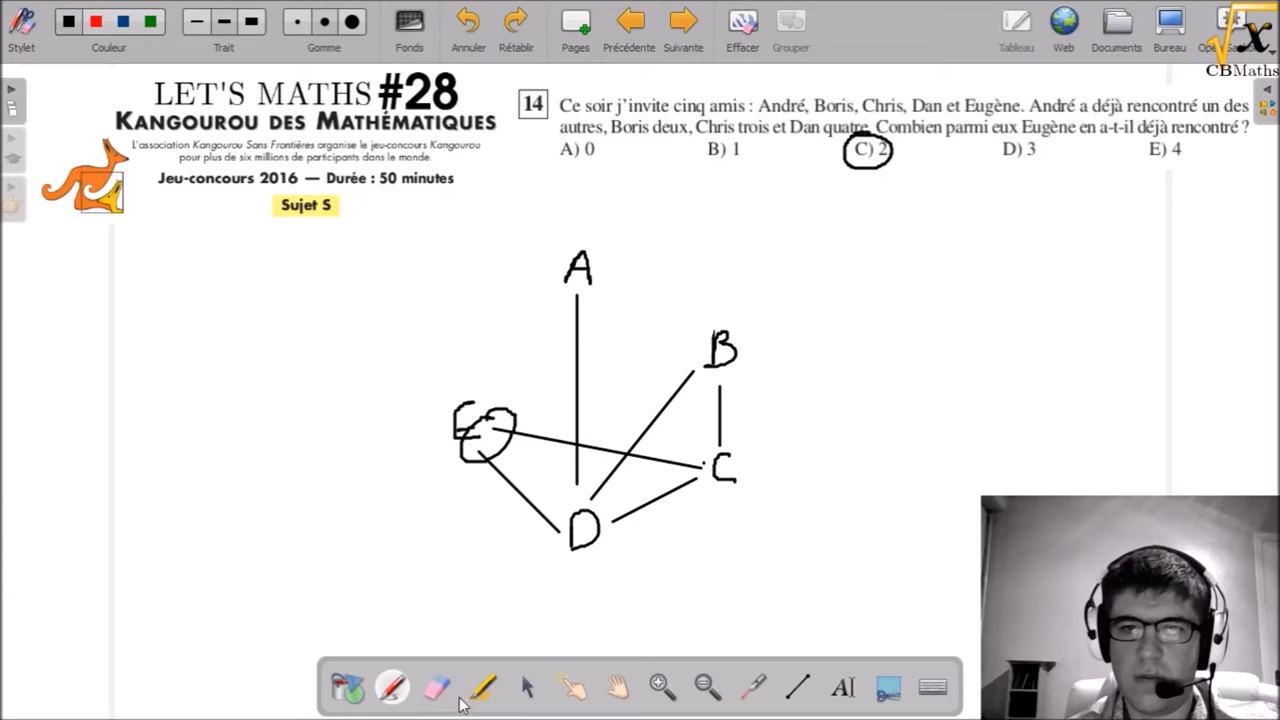 Stylet
Couleur
Trait
Gomme
Fonds
Annuler
Rétablir
Pages
Précédente
Suivante
Effacer
Grouper
Tableau
Web
Documents
Bureau
√x
CBMaths
LET'S MATHS #28
KANGOUROU DES MATHÉMATIQUES
L'association Kangourou Sans Frontières organise le jeu-concours Kangourou
pour plus de six millions de participants dans le monde.
Jeu-concours 2016 — Durée : 50 minutes
Sujet S
14 Ce soir j'invite cinq amis : André, Boris, Chris, Dan et Eugène. André a déjà rencontré un des
autres, Boris deux, Chris trois et Dan quatre. Combien parmi eux Eugène en a-t-il déjà rencontré ?
A) 0 B) 1 C) 2 D) 3 E) 4
A
B
E
C
D
AI